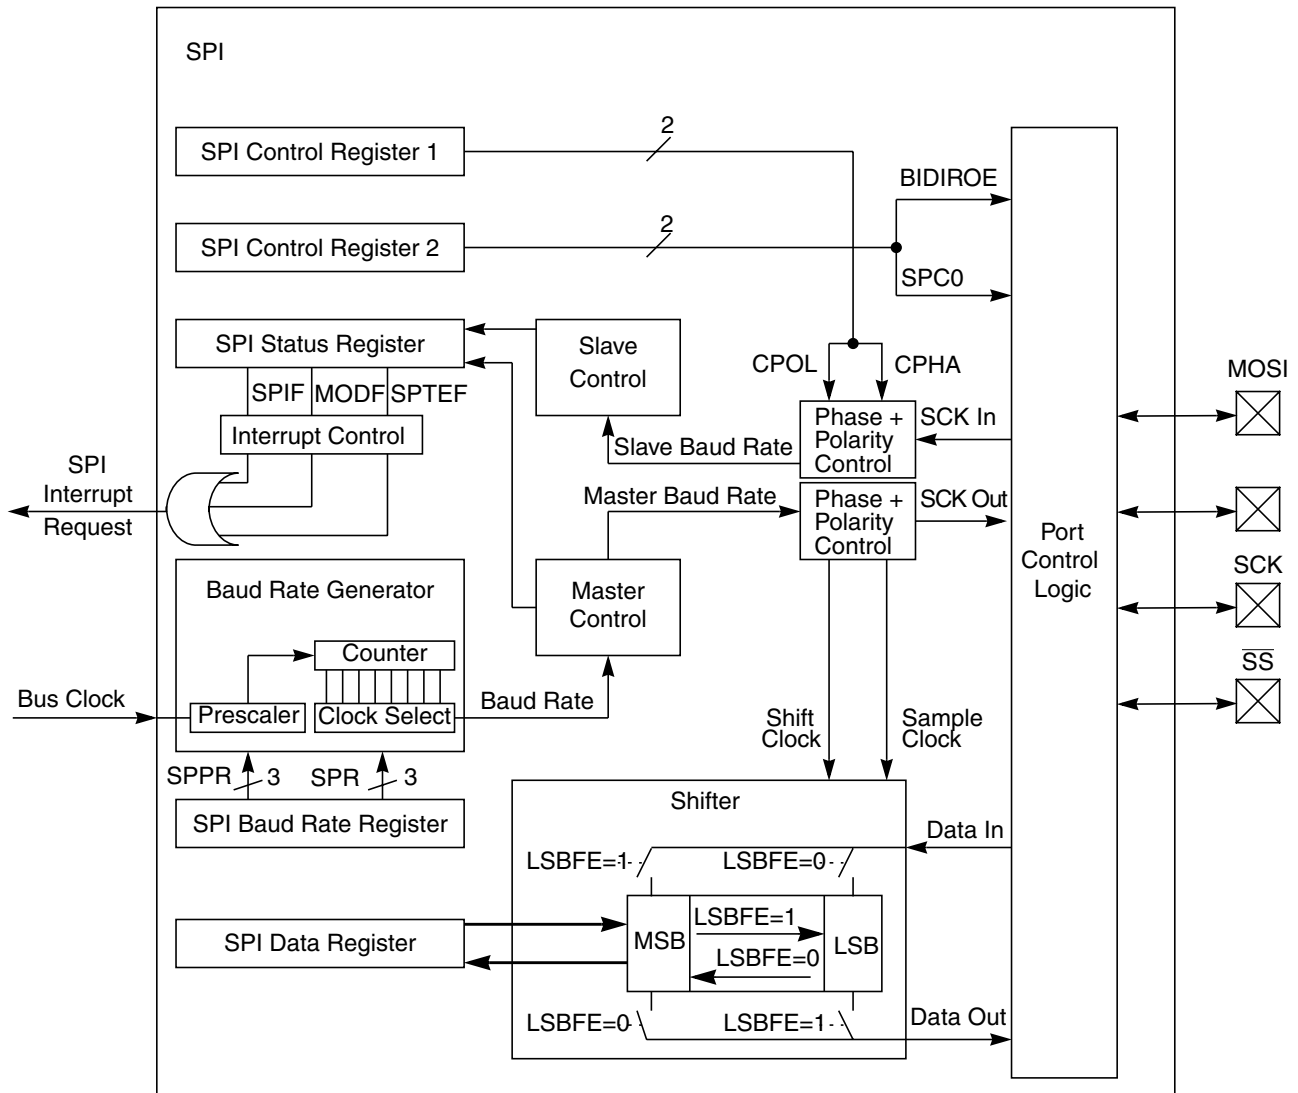 SPI
2
SPI Control Register 1
BIDIROE
2
SPI Control Register 2
SPC0
SPI Status Register
Slave
Control
CPOL
CPHA
MOSI
SPIF
MODF
SPTEF
Interrupt Control
Phase +
Polarity
Control
SCK In
Slave Baud Rate
SPI
Interrupt
Request
Master Baud Rate
Phase +
Polarity
Control
SCK Out
Port
Control
Logic
SCK
Baud Rate Generator
Master
Control
Counter
SS
Bus Clock
Prescaler
Clock Select
Baud Rate
Shift
Clock
Sample
Clock
SPPR
3
SPR
3
SPI Baud Rate Register
Shifter
Data In
LSBFE=1
LSBFE=0
SPI Data Register
MSB
LSBFE=1
LSBFE=0
LSB
LSBFE=0
LSBFE=1
Data Out